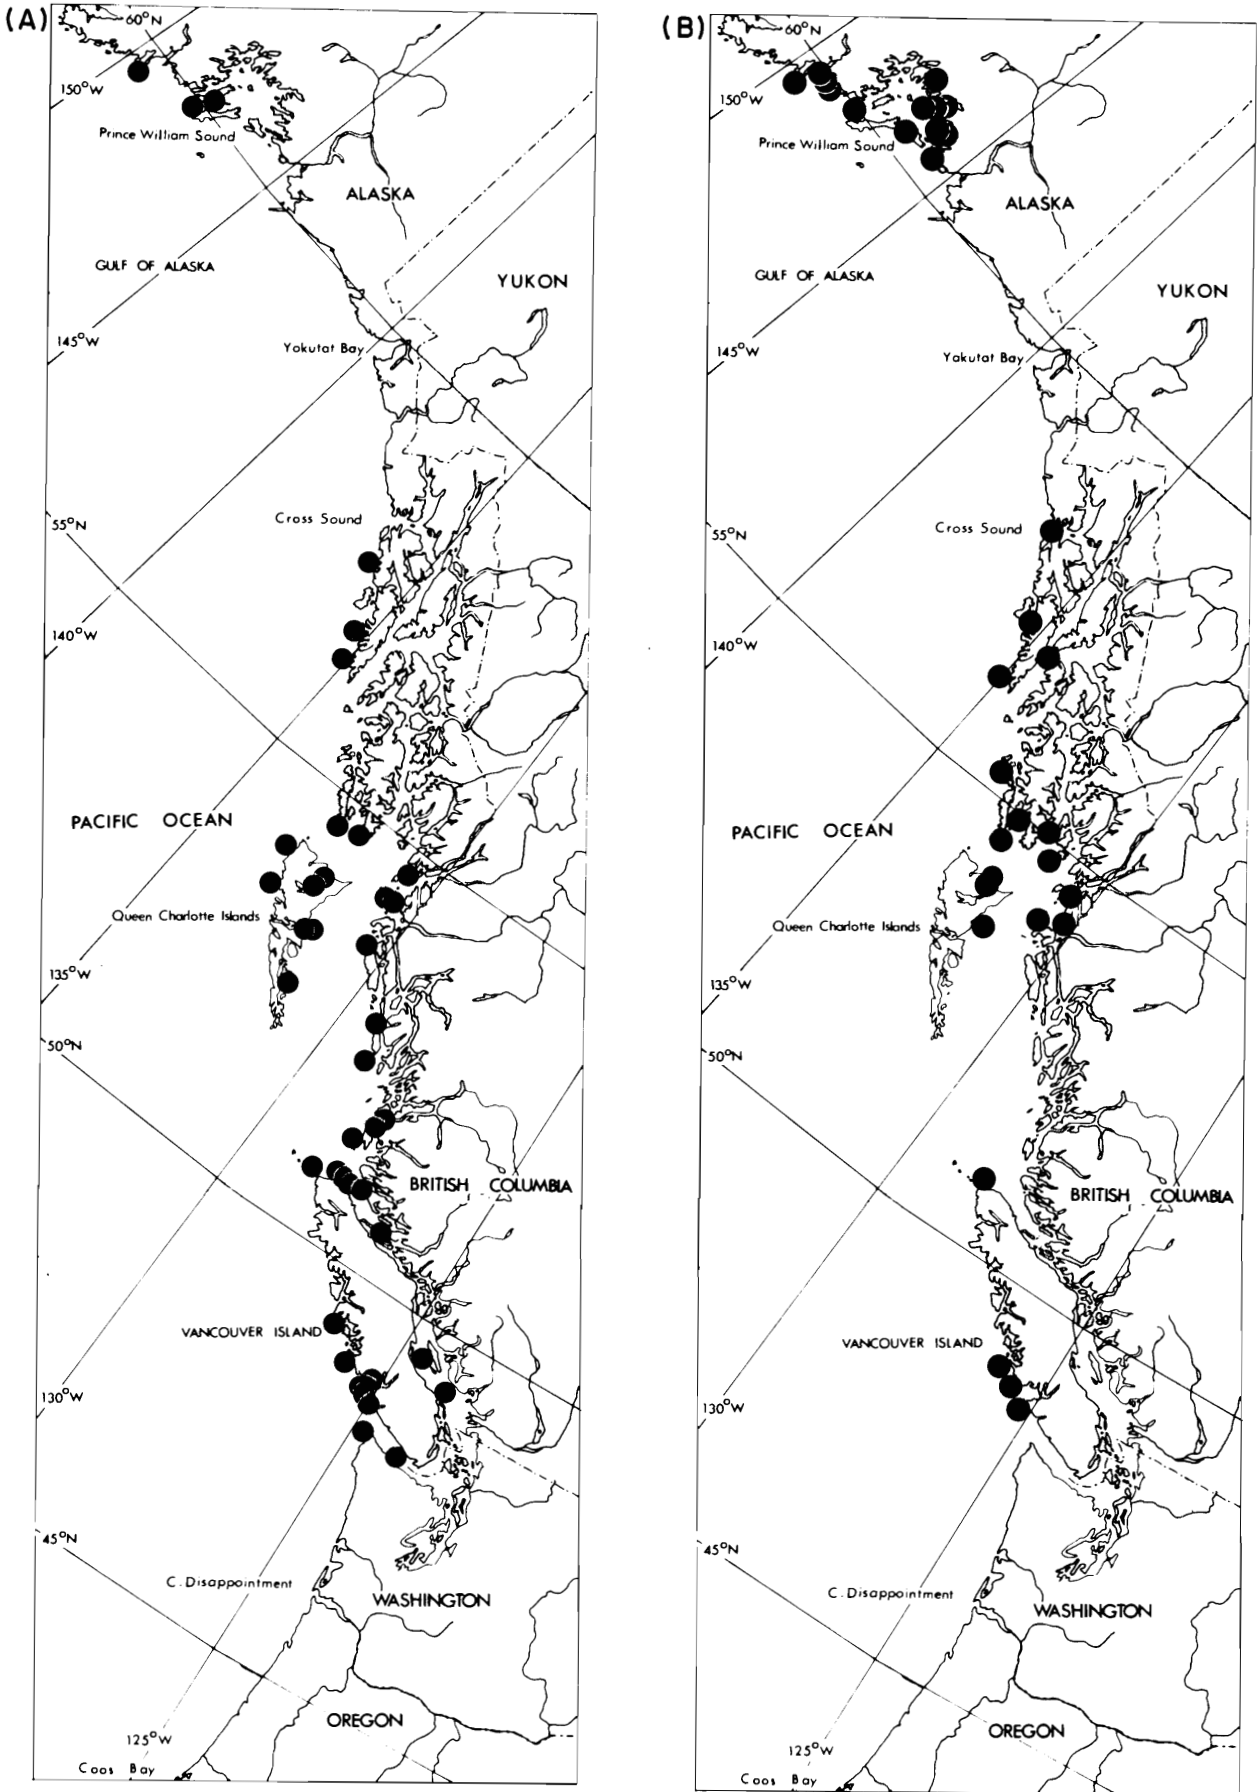 (A)
60°N
150°W
Prince William Sound
ALASKA
GULF OF ALASKA
YUKON
145°W
Yokutat Bay
55°N
Cross Sound
140°W
PACIFIC OCEAN
Queen Charlotte Islands
135°W
50°N
BRITISH COLUMBIA
VANCOUVER ISLAND
130°W
45°N
C. Disappointment
WASHINGTON
OREGON
125°W
Coos Bay
(B)
60°N
150°W
Prince William Sound
ALASKA
GULF OF ALASKA
YUKON
145°W
Yakutat Bay
55°N
Cross Sound
140°W
PACIFIC OCEAN
Queen Charlotte Islands
135°W
50°N
BRITISH COLUMBIA
VANCOUVER ISLAND
130°W
45°N
C. Disappointment
WASHINGTON
OREGON
125°W
Coos Bay